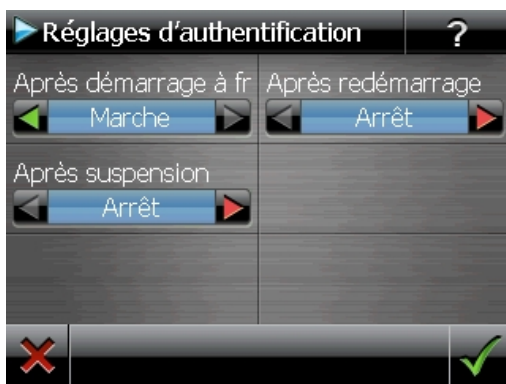 Réglages d'authentification ?
Après démarrage à fr Après redémarrage
Marche Arrêt
Après suspension
Arrêt